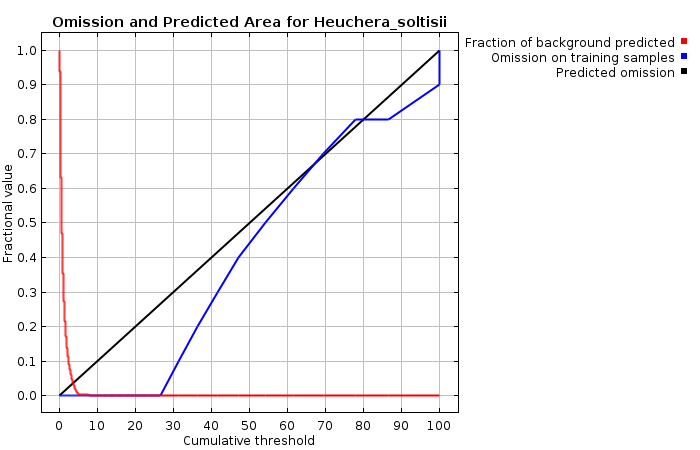 Omission and Predicted Area for Heuchera_soltisii
Fraction of background predicted
Omission on training samples
Predicted omission
1.0
0.9
0.8
0.7
0.6
0.5
0.4
0.3
0.2
0.1
0.0
Fractional value
0 10 20 30 40 50 60 70 80 90 100
Cumulative threshold